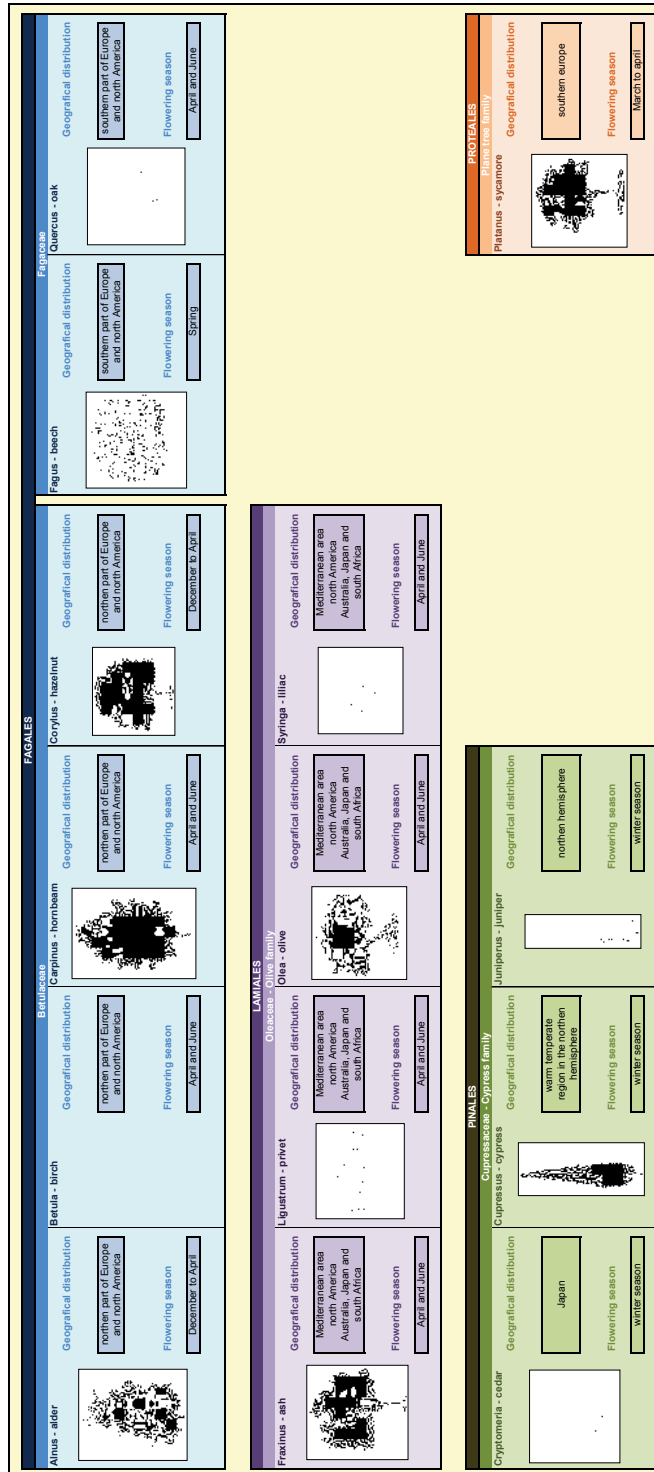 FAGALES
Betulaceae
Alnus - alder
Geografical distribution
northen part of Europe
and north America
Flowering season
December to April
Betula - birch
Geografical distribution
northen part of Europe
and north America
Flowering season
April and June
Carpinus - hornbeam
Geografical distribution
northen part of Europe
and north America
Flowering season
April and June
Corylus - hazelnut
Geografical distribution
northen part of Europe
and north America
Flowering season
December to April
Fagaceae
Fagus - beech
Geografical distribution
southern part of Europe
and north America
Flowering season
Spring
Quercus - oak
Geografical distribution
southern part of Europe
and north America
Flowering season
April and June
LAMIALES
Oleaceae - Olive family
Fraxinus - ash
Geografical distribution
Mediterranean area
north America
Australia, Japan and
south Africa
Flowering season
April and June
Ligustrum - privet
Geografical distribution
Mediterranean area
north America
Australia, Japan and
south Africa
Flowering season
April and June
Olea - olive
Geografical distribution
Mediterranean area
north America
Australia, Japan and
south Africa
Flowering season
April and June
Syringa - lilliac
Geografical distribution
Mediterranean area
north America
Australia, Japan and
south Africa
Flowering season
April and June
PINALES
Cupressaceae - Cypress family
Cryptomeria - cedar
Geografical distribution
Japan
Flowering season
winter season
Cupressus - cypress
Geografical distribution
warm temperate
region in the northen
hemisphere
Flowering season
winter season
Juniperus - juniper
Geografical distribution
northen hemisphere
Flowering season
winter season
PROTEALES
Plane tree family
Platanus - sycamore
Geografical distribution
southern europe
Flowering season
March to april